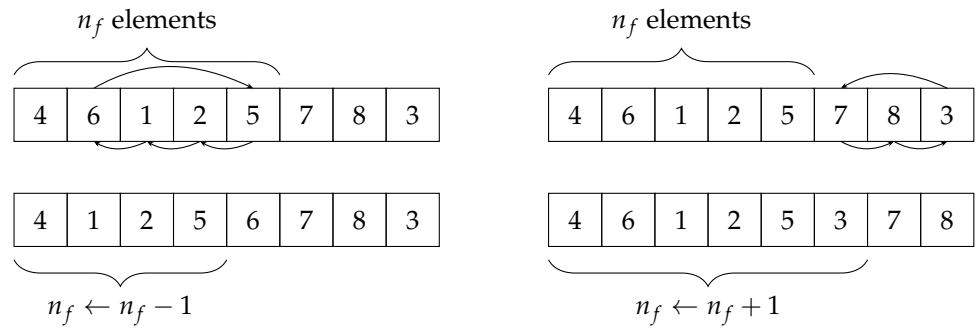 n_f elements
4 6 1 2 5 7 8 3
4 1 2 5 6 7 8 3
n_f ← n_f − 1
n_f elements
4 6 1 2 5 7 8 3
4 6 1 2 5 3 7 8
n_f ← n_f + 1